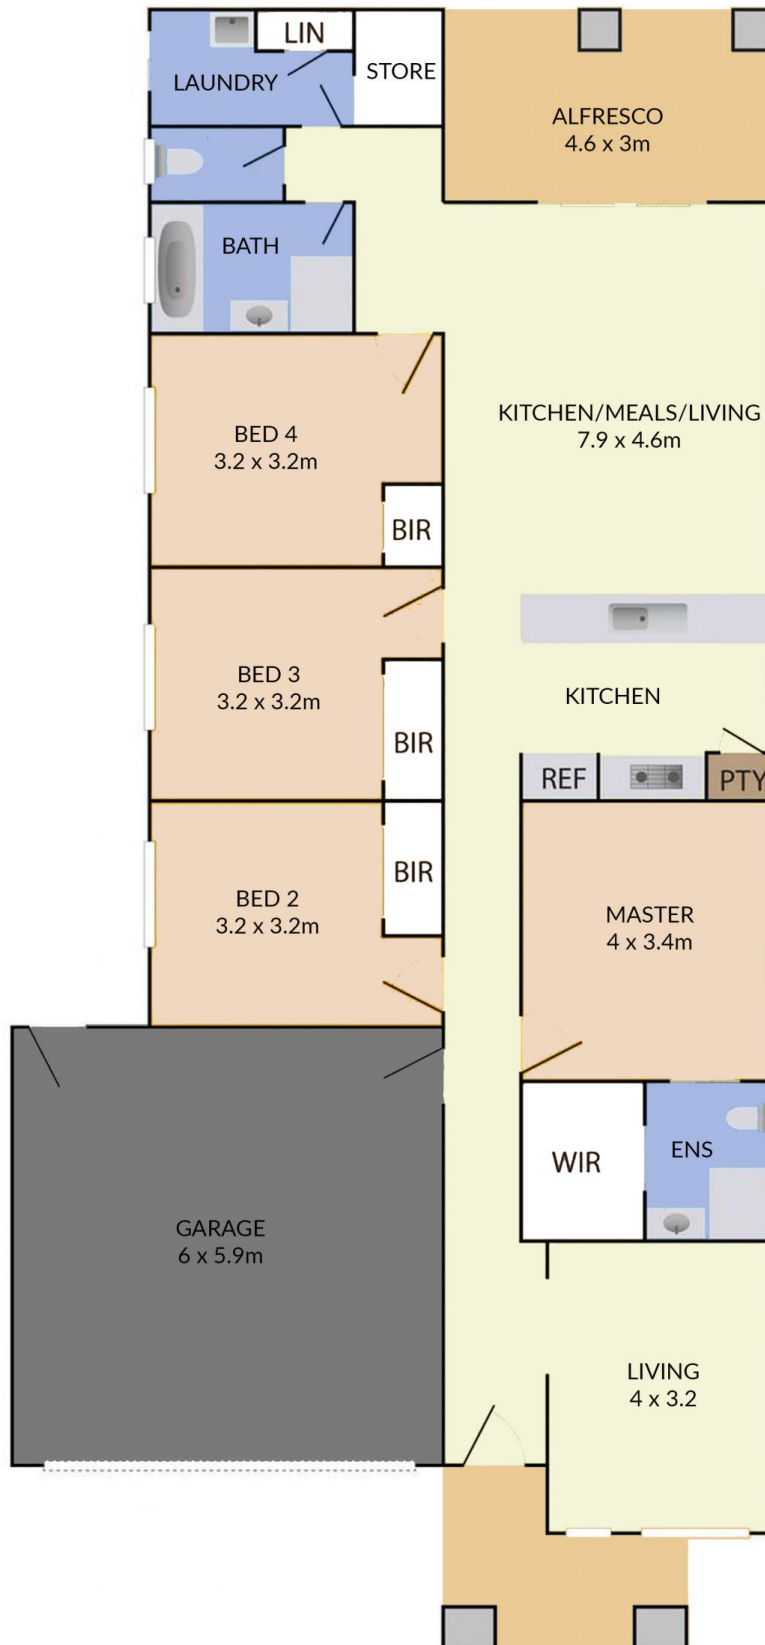 LIN
LAUNDRY
STORE
ALFRESCO
4.6 x 3m
BATH
KITCHEN/MEALS/LIVING
7.9 x 4.6m
BED 4
3.2 x 3.2m
BIR
BED 3
3.2 x 3.2m
BIR
KITCHEN
REF
PTY
BED 2
3.2 x 3.2m
BIR
MASTER
4 x 3.4m
WIR
ENS
GARAGE
6 x 5.9m
LIVING
4 x 3.2